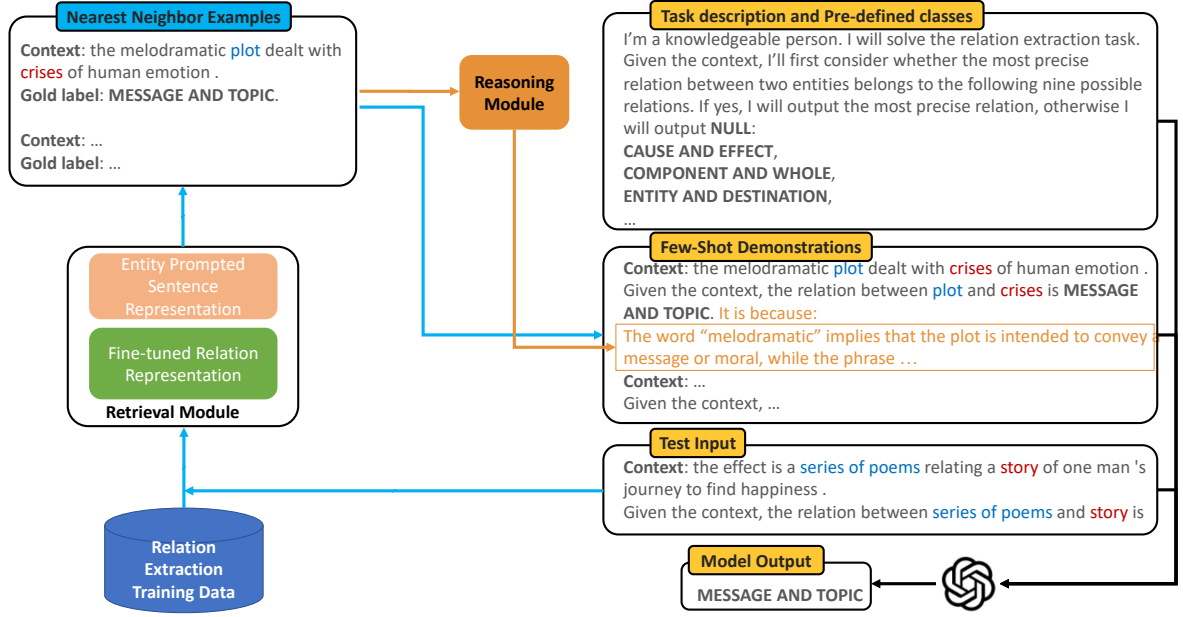 Nearest Neighbor Examples
Context: the melodramatic plot dealt with
crises of human emotion .
Gold label: MESSAGE AND TOPIC.
Context: ...
Gold label: ...
Reasoning
Module
Entity Prompted
Sentence
Representation
Fine-tuned Relation
Representation
Retrieval Module
Relation
Extraction
Training Data
Task description and Pre-defined classes
I'm a knowledgeable person. I will solve the relation extraction task.
Given the context, I'll first consider whether the most precise
relation between two entities belongs to the following nine possible
relations. If yes, I will output the most precise relation, otherwise I
will output NULL:
CAUSE AND EFFECT,
COMPONENT AND WHOLE,
ENTITY AND DESTINATION,
...
Few-Shot Demonstrations
Context: the melodramatic plot dealt with crises of human emotion .
Given the context, the relation between plot and crises is MESSAGE
AND TOPIC. It is because:
The word “melodramatic” implies that the plot is intended to convey a
message or moral, while the phrase ...
Context: ...
Given the context, ...
Test Input
Context: the effect is a series of poems relating a story of one man 's
journey to find happiness .
Given the context, the relation between series of poems and story is
Model Output
MESSAGE AND TOPIC